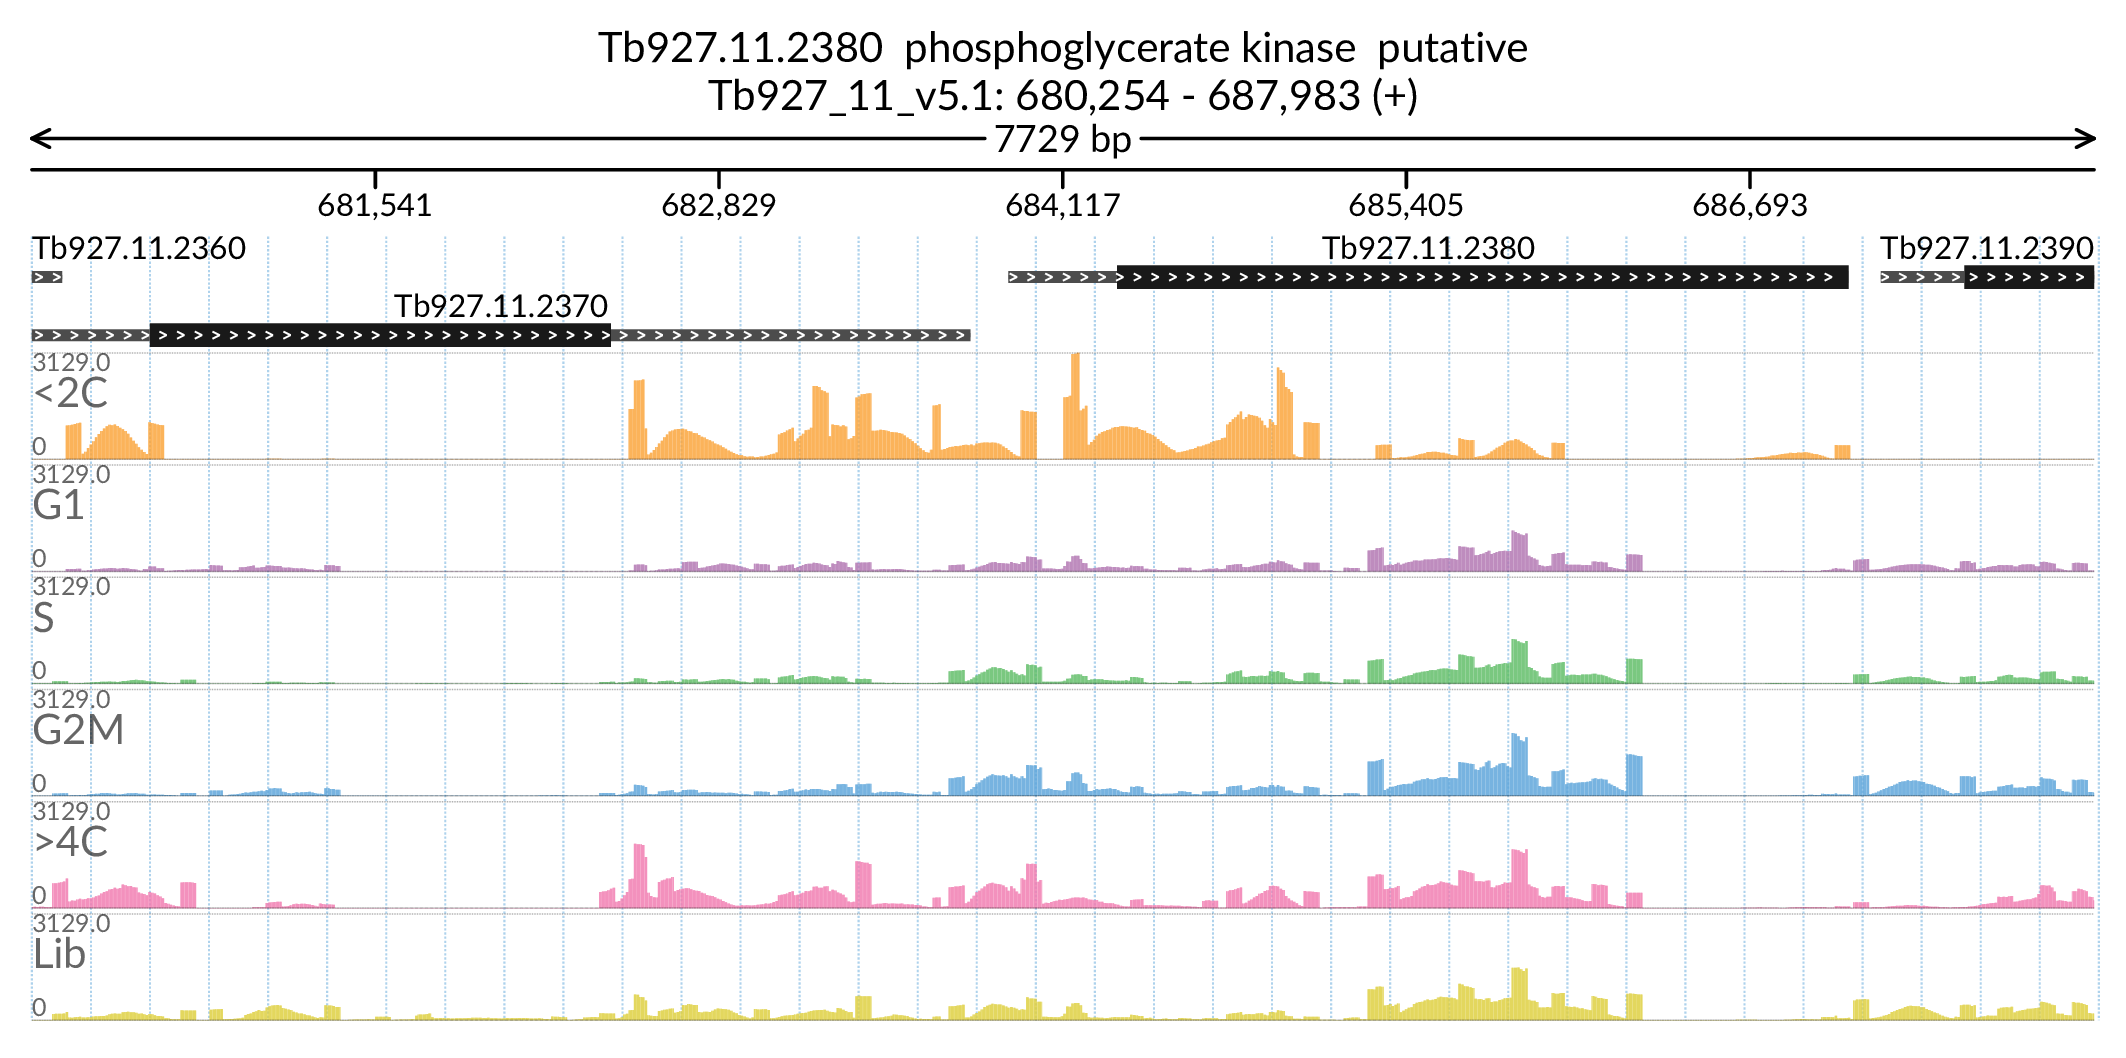 Tb927.11.2380 phosphoglycerate kinase putative
Tb927_11_v5.1: 680,254 - 687,983 (+)
7729 bp
681,541 682,829 684,117 685,405 686,693
Tb927.11.2360 Tb927.11.2380 Tb927.11.2390
Tb927.11.2370
3129.0
<2C
0
3129.0
G1
0
3129.0
S
0
3129.0
G2M
0
3129.0
>4C
0
3129.0
Lib
0